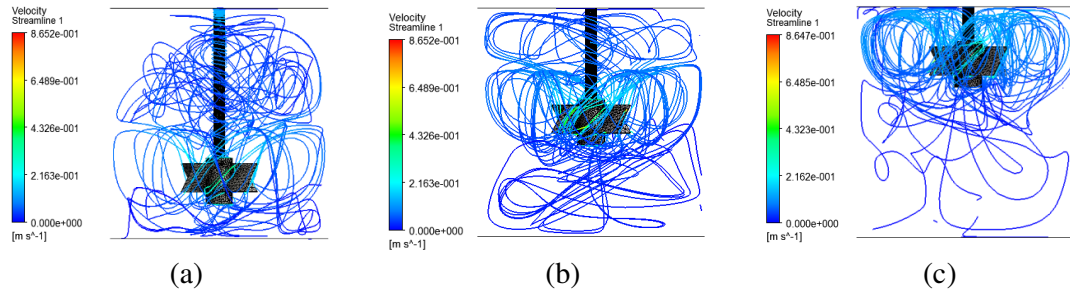 Velocity
Streamline 1
8.652e-001
6.489e-001
4.326e-001
2.163e-001
0.000e+000
[m s^-1]
(a)
Velocity
Streamline 1
8.652e-001
6.489e-001
4.326e-001
2.163e-001
0.000e+000
[m s^-1]
(b)
Velocity
Streamline 1
8.647e-001
6.485e-001
4.323e-001
2.162e-001
0.000e+000
[m s^-1]
(c)